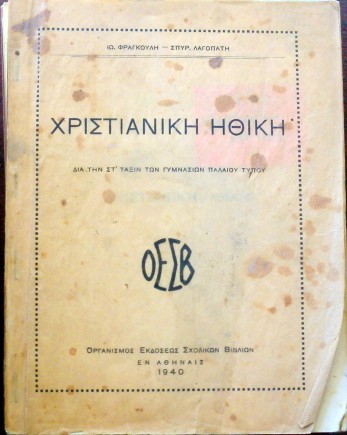 ΙΩ. ΦΡΑΓΚΟΥΛΗ — ΣΠΥΡ. ΛΑΓΟΠΑΤΗ
ΧΡΙΣΤΙΑΝΙΚΗ ΗΘΙΚΗ
ΔΙΑ ΤΗΝ ΣΤ' ΤΑΞΙΝ ΤΩΝ ΓΥΜΝΑΣΙΩΝ ΠΑΛΑΙΟΥ ΤΥΠΟΥ
ΟΕΣΒ
ΟΡΓΑΝΙΣΜΟΣ ΕΚΔΟΣΕΩΣ ΣΧΟΛΙΚΩΝ ΒΙΒΛΙΩΝ
ΕΝ ΑΘΗΝΑΙΣ
1940